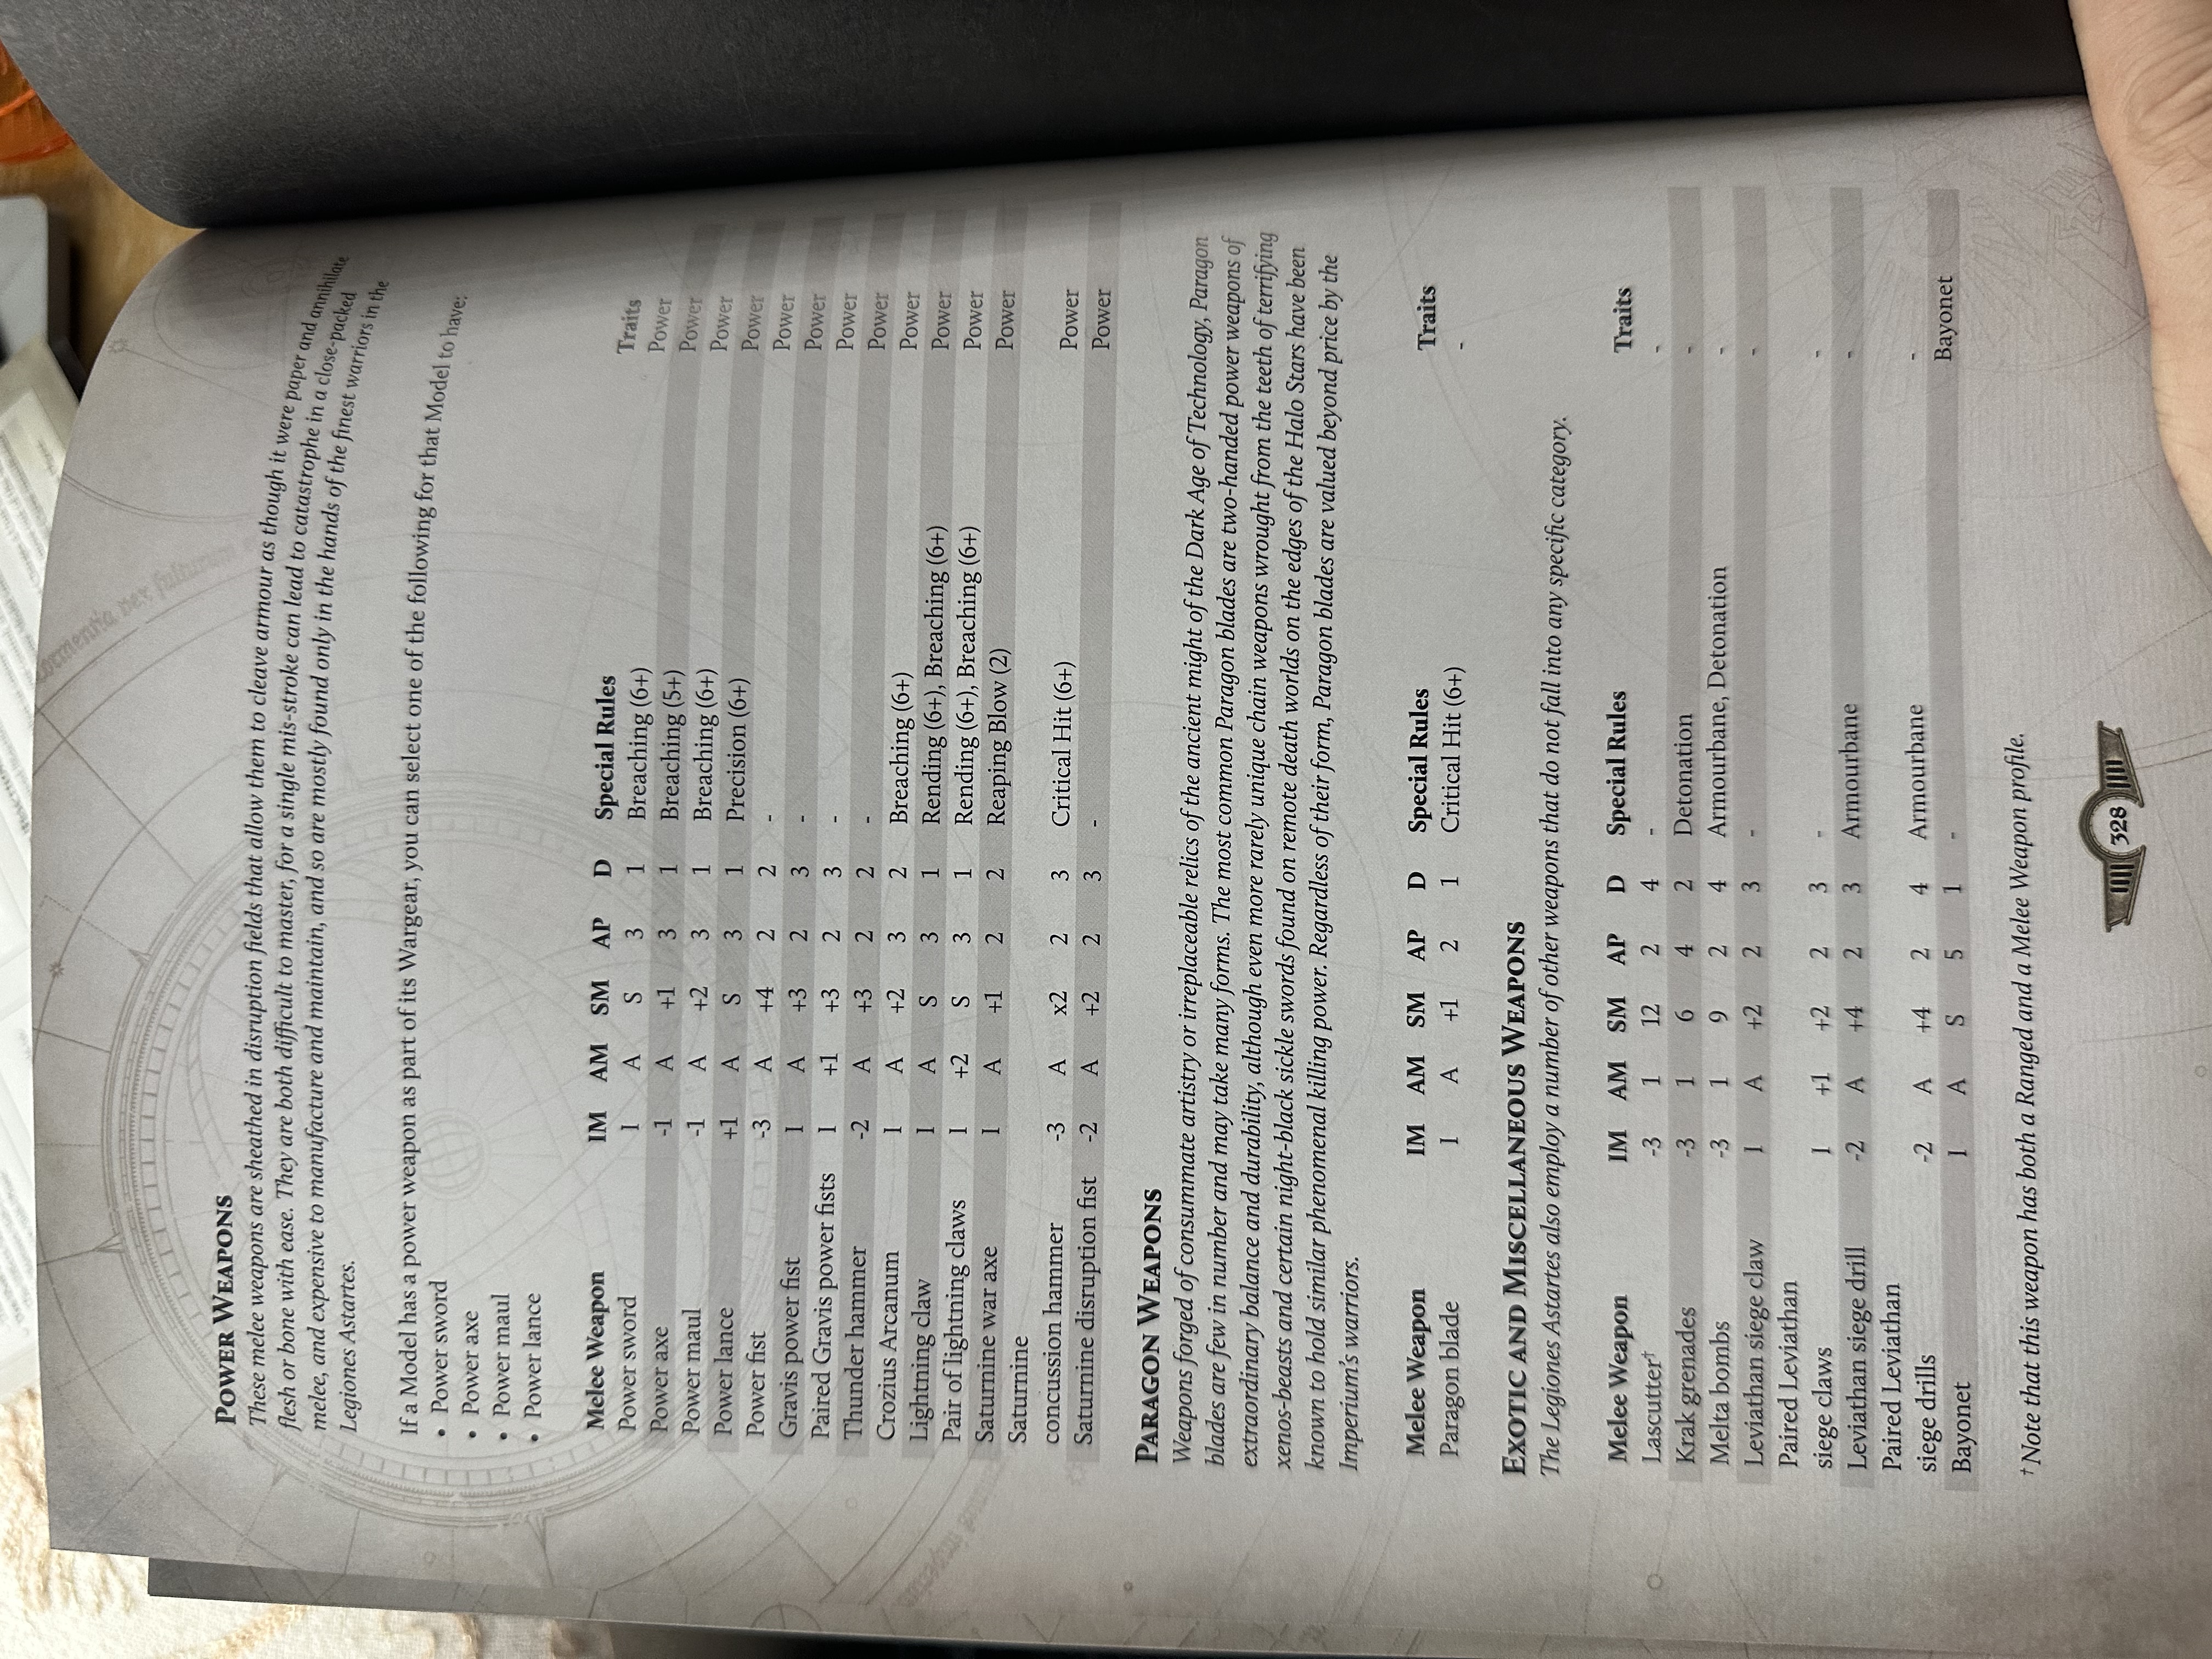 POWER WEAPONS
These melee weapons are sheathed in disruption fields that allow them to cleave armour as though it were paper and annihilate
flesh or bone with ease. They are both difficult to master, for a single mis-stroke can lead to catastrophe in a close-packed
melee, and expensive to manufacture and maintain, and so are mostly found only in the hands of the finest warriors in the
Legiones Astartes.
If a Model has a power weapon as part of its Wargear, you can select one of the following for that Model to have:
• Power sword
• Power axe
• Power maul
• Power lance
Melee Weapon IM AM SM AP D Special Rules Traits
Power sword I A S 3 1 Breaching (6+) Power
Power axe -1 A +1 3 1 Breaching (5+) Power
Power maul -1 A +2 3 1 Breaching (6+) Power
Power lance +1 A S 3 1 Precision (6+) Power
Power fist -3 A +4 2 2 - Power
Gravis power fist I A +3 2 3 - Power
Paired Gravis power fists I +1 +3 2 3 - Power
Thunder hammer -2 A +3 2 2 - Power
Crozius Arcanum I A +2 3 2 Breaching (6+) Power
Lightning claw I A S 3 1 Rending (6+), Breaching (6+) Power
Pair of lightning claws I +2 S 3 1 Rending (6+), Breaching (6+) Power
Saturnine war axe I A +1 2 2 Reaping Blow (2) Power
Saturnine
concussion hammer -3 A x2 2 3 Critical Hit (6+) Power
Saturnine disruption fist -2 A +2 2 3 - Power
PARAGON WEAPONS
Weapons forged of consummate artistry or irreplaceable relics of the ancient might of the Dark Age of Technology, Paragon
blades are few in number and may take many forms. The most common Paragon blades are two-handed power weapons of
extraordinary balance and durability, although even more rarely unique chain weapons wrought from the teeth of terrifying
xenos-beasts and certain night-black sickle swords found on remote death worlds on the edges of the Halo Stars have been
known to hold similar phenomenal killing power. Regardless of their form, Paragon blades are valued beyond price by the
Imperium's warriors.
Melee Weapon IM AM SM AP D Special Rules Traits
Paragon blade I A +1 2 1 Critical Hit (6+) -
EXOTIC AND MISCELLANEOUS WEAPONS
The Legiones Astartes also employ a number of other weapons that do not fall into any specific category.
Melee Weapon IM AM SM AP D Special Rules Traits
Lascutter† -3 1 12 2 4 - -
Krak grenades -3 1 6 4 2 Detonation -
Melta bombs -3 1 9 2 4 Armourbane, Detonation -
Leviathan siege claw I A +2 2 3 - -
Paired Leviathan
siege claws I +1 +2 2 3 - -
Leviathan siege drill -2 A +4 2 3 Armourbane -
Paired Leviathan
siege drills -2 A +4 2 4 Armourbane -
Bayonet I A S 5 1 - Bayonet
† Note that this weapon has both a Ranged and a Melee Weapon profile.
328